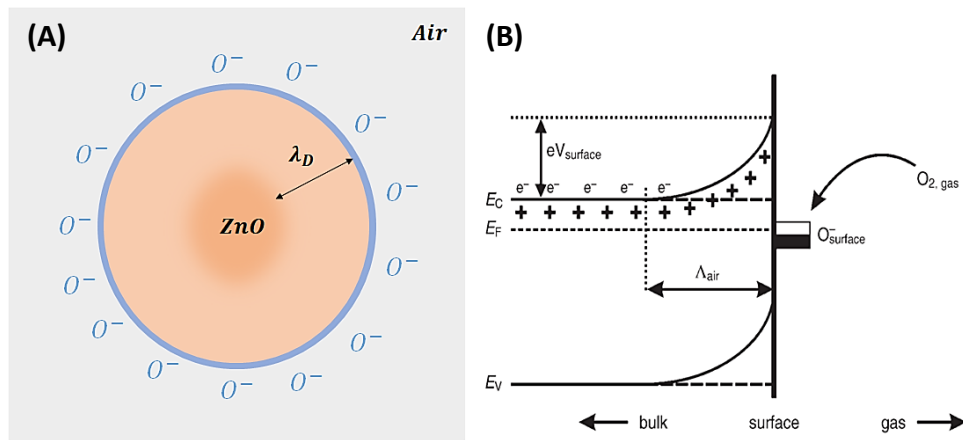 (A)
Air
O⁻ O⁻
O⁻ O⁻
O⁻ O⁻
O⁻ λ_D O⁻
O⁻ ZnO O⁻
O⁻ O⁻
O⁻ O⁻
O⁻ O⁻ O⁻
(B)
eV_surface
O_2, gas
e⁻ e⁻ e⁻ e⁻ e⁻
E_C
+ + + + + + + + + + + +
E_F
O⁻_surface
Λ_air
E_V
bulk surface gas